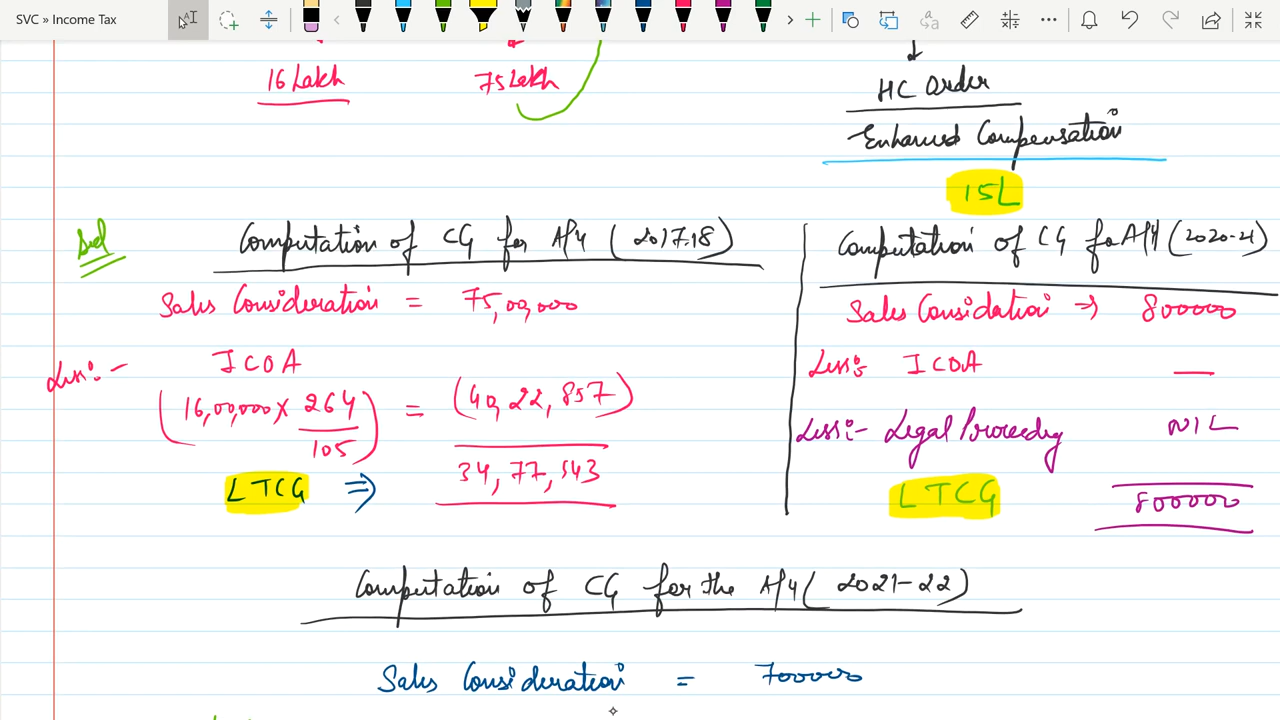 SVC » Income Tax
16 Lakh
75 Lakh
HC Order
Enhanced Compensation
15L
Sol
Computation of CG for A/Y (2017-18)
Sales Consideration = 75,00,000
Less:- ICOA
(16,00,000 × 264/105) = (40,22,857)
LTCG ⇒ 34,77,143
Computation of CG for A/Y (2020-21)
Sales Considation → 800000
Less:- ICOA —
Less:- Legal Proceeding NIL
LTCG 800000
Computation of CG for the A/Y (2021-22)
Sales Consideration = 700000